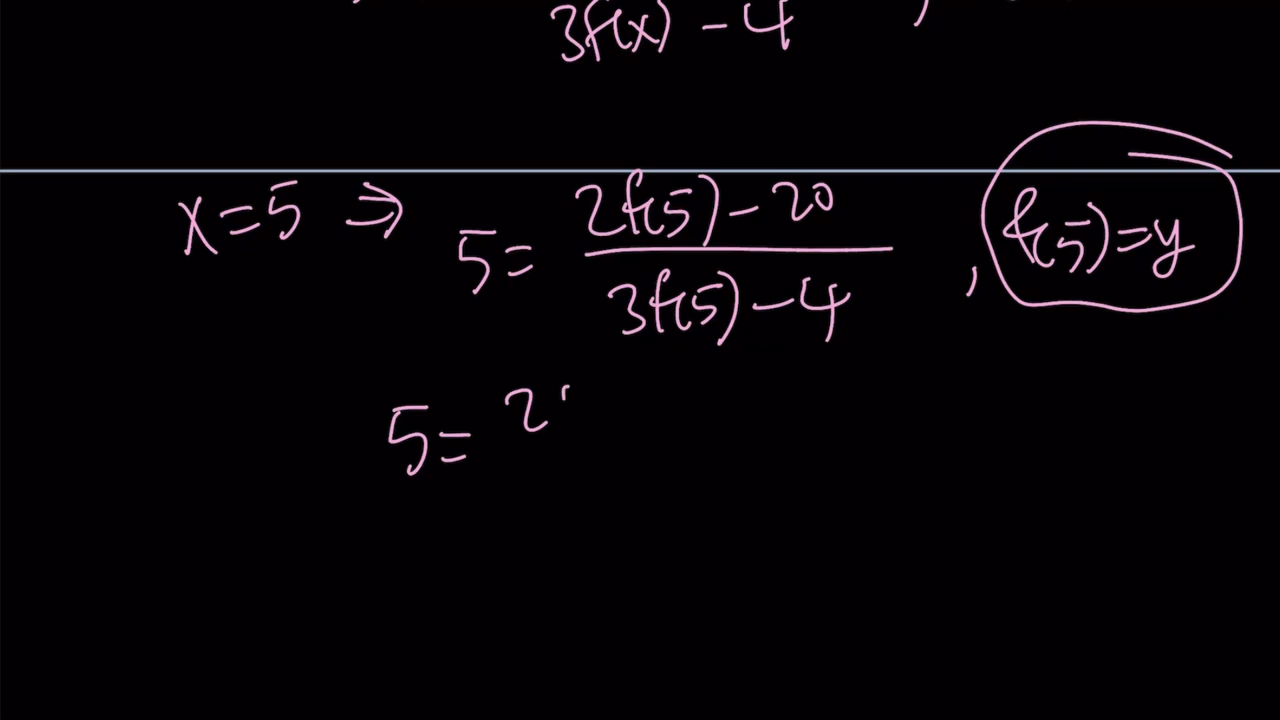 3f(x) - 4 ,
x=5 ⇒ 5 = (2f(5) - 20)/(3f(5) - 4) , f(5)=y
5 = 2